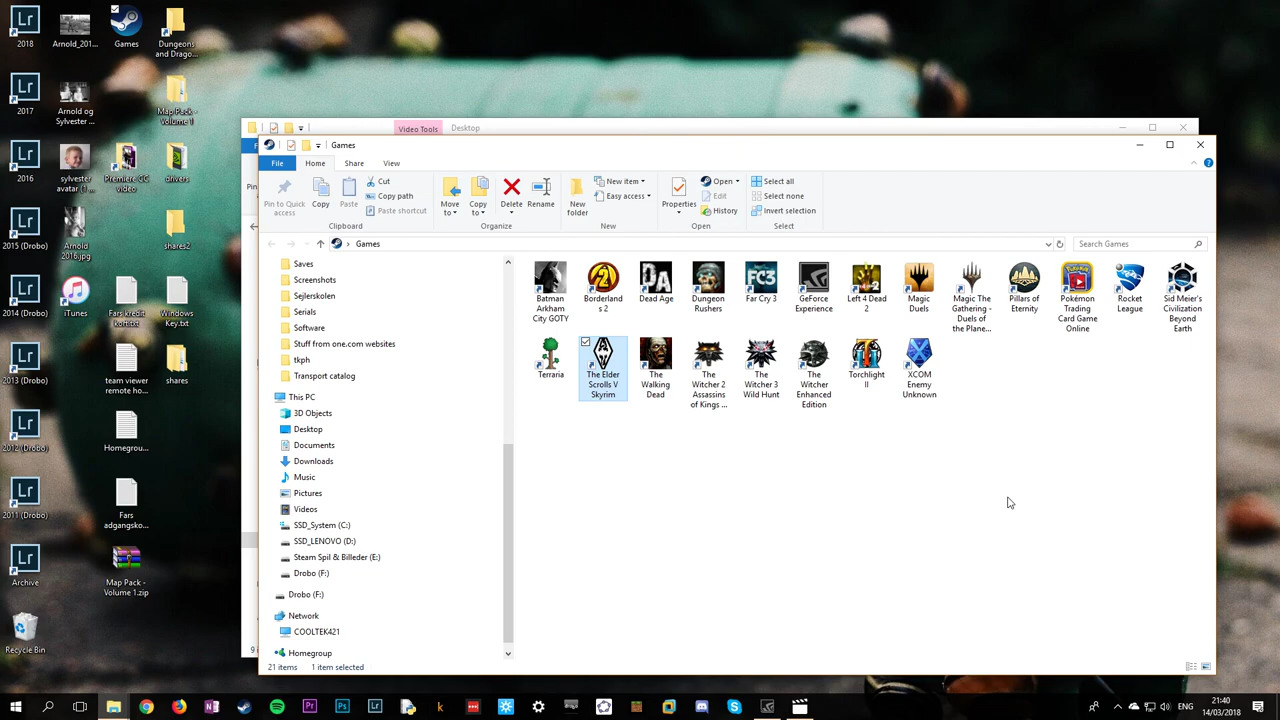 2018
Arnold_201...
Games
Dungeons
and Drago...
2017
Arnold og
Sylvester ...
Map Pack -
Volume 1
2016
sylvester
avatar (1 ...
Premiere CC
video
drivers
2015 (Drobo)
Arnold
2016.jpg
shares2
2014 (Drobo)
iTunes
Fars kredit
kort.txt
Windows
Key.txt
2013 (Drobo)
team viewer
remote ho...
shares
2012 (Drobo)
Homegrou...
2011 (Drobo)
Fars
adgangsko...
Archive
Map Pack -
Volume 1.zip
Recycle Bin
Video Tools
Desktop
Games
File
Home
Share
View
Pin to Quick
access
Copy
Paste
Cut
Copy path
Paste shortcut
Clipboard
Move
to
Copy
to
Delete
Rename
Organize
New
folder
New item
Easy access
New
Properties
Open
Edit
History
Open
Select all
Select none
Invert selection
Select
Games
Search Games
Saves
Screenshots
Sejlerskolen
Serials
Software
Stuff from one.com websites
tkph
Transport catalog
This PC
3D Objects
Desktop
Documents
Downloads
Music
Pictures
Videos
SSD_System (C:)
SSD_LENOVO (D:)
Steam Spil & Billeder (E:)
Drobo (F:)
Drobo (F:)
Network
COOLTEK421
Homegroup
Batman
Arkham
City GOTY
Borderland
s 2
Dead Age
Dungeon
Rushers
Far Cry 3
GeForce
Experience
Left 4 Dead
2
Magic
Duels
Magic The
Gathering -
Duels of
the Plane...
Pillars of
Eternity
Pokémon
Trading
Card Game
Online
Rocket
League
Sid Meier's
Civilization
Beyond
Earth
Terraria
The Elder
Scrolls V
Skyrim
The
Walking
Dead
The
Witcher 2
Assassins
of Kings ...
The
Witcher 3
Wild Hunt
The
Witcher
Enhanced
Edition
Torchlight
II
XCOM
Enemy
Unknown
21 items
1 item selected
ENG
21:40
14/03/2018